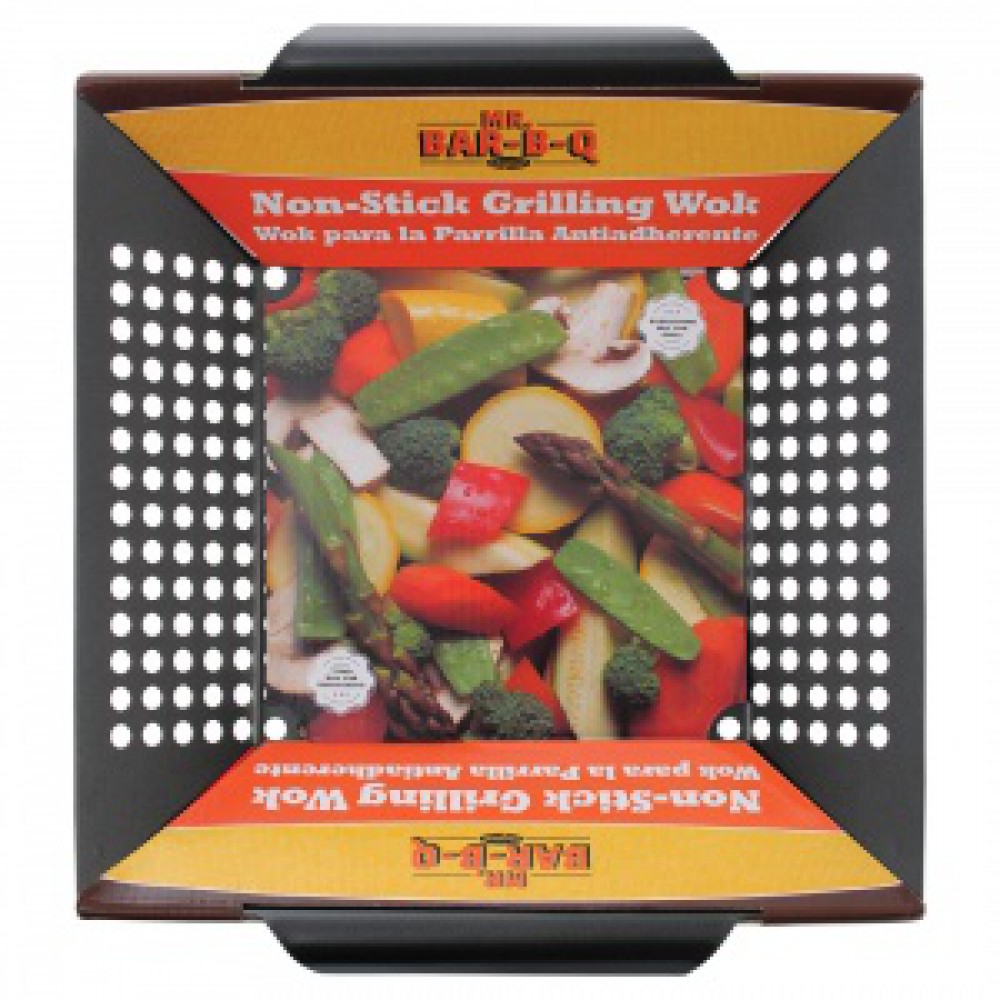 MR.
BAR-B-Q
Non-Stick Grilling Wok
Wok para la Parrilla Antiadherente
Wok para la Parrilla Antiadherente
Non-Stick Grilling Wok
BAR-B-Q
MR.